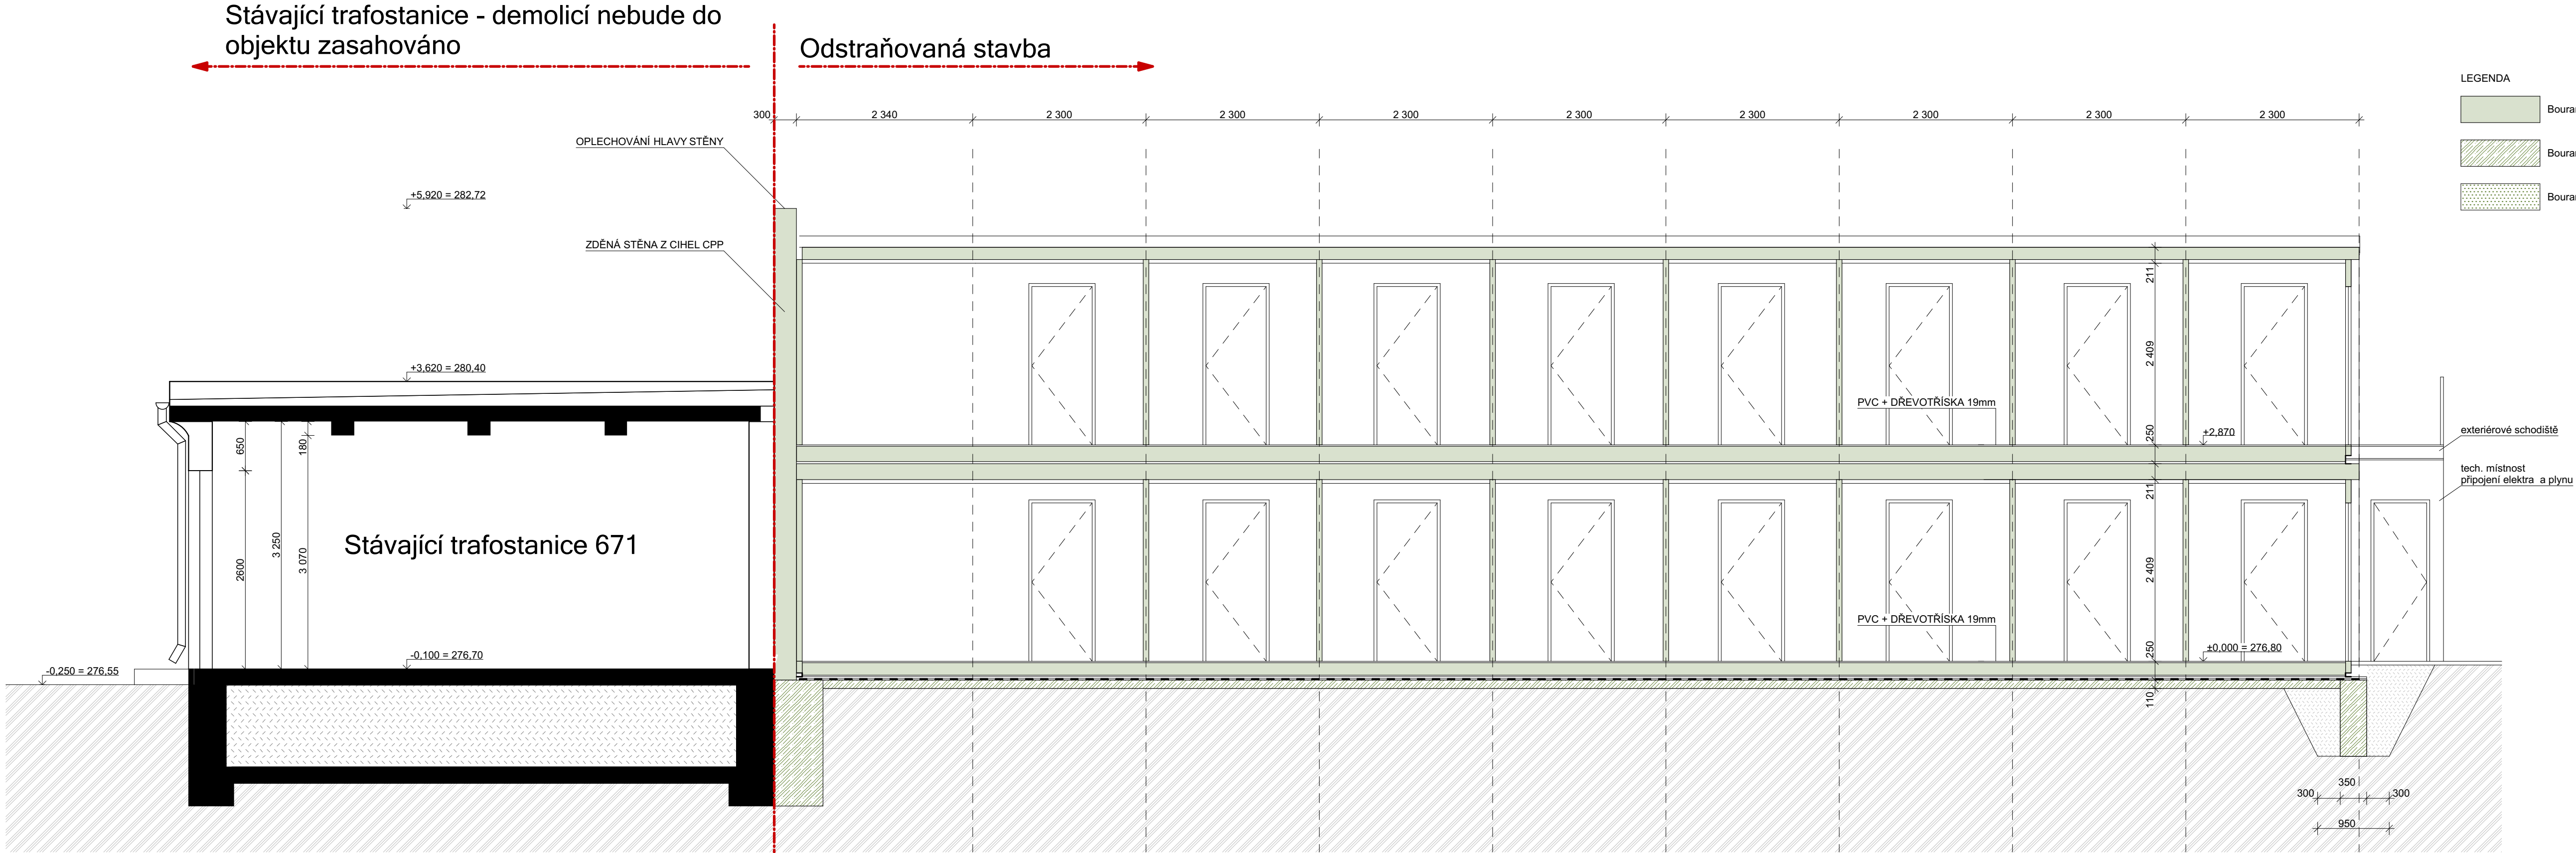 Stávající trafostanice - demolicí nebude do
objektu zasahováno
Odstraňovaná stavba
LEGENDA
Bouran
Bouran
Bouran
300
2 340
2 300
2 300
2 300
2 300
2 300
2 300
2 300
2 300
OPLECHOVÁNÍ HLAVY STĚNY
+5,920 = 282,72
ZDĚNÁ STĚNA Z CIHEL CPP
211
2 409
+3,620 = 280,40
PVC + DŘEVOTŘÍSKA 19mm
250
+2,870
exteriérové schodiště
tech. místnost
připojení elektra a plynu
650
180
2600
3 250
3 070
Stávající trafostanice 671
211
2 409
PVC + DŘEVOTŘÍSKA 19mm
250
±0,000 = 276,80
-0,100 = 276,70
-0,250 = 276,55
110
350
300
300
950